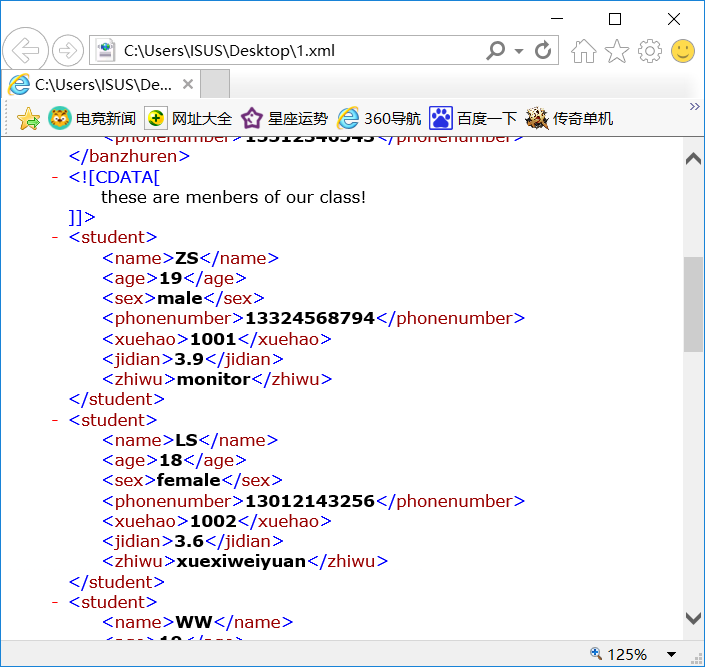 C:\Users\ISUS\Desktop\1.xml
C:\Users\ISUS\De...
电竞新闻 网址大全 星座运势 360导航 百度一下 传奇单机
</banzhuren>
- <![CDATA[
these are menbers of our class!
]]>
- <student>
<name>ZS</name>
<age>19</age>
<sex>male</sex>
<phonenumber>13324568794</phonenumber>
<xuehao>1001</xuehao>
<jidian>3.9</jidian>
<zhiwu>monitor</zhiwu>
</student>
- <student>
<name>LS</name>
<age>18</age>
<sex>female</sex>
<phonenumber>13012143256</phonenumber>
<xuehao>1002</xuehao>
<jidian>3.6</jidian>
<zhiwu>xuexiweiyuan</zhiwu>
</student>
- <student>
<name>WW</name>
125%